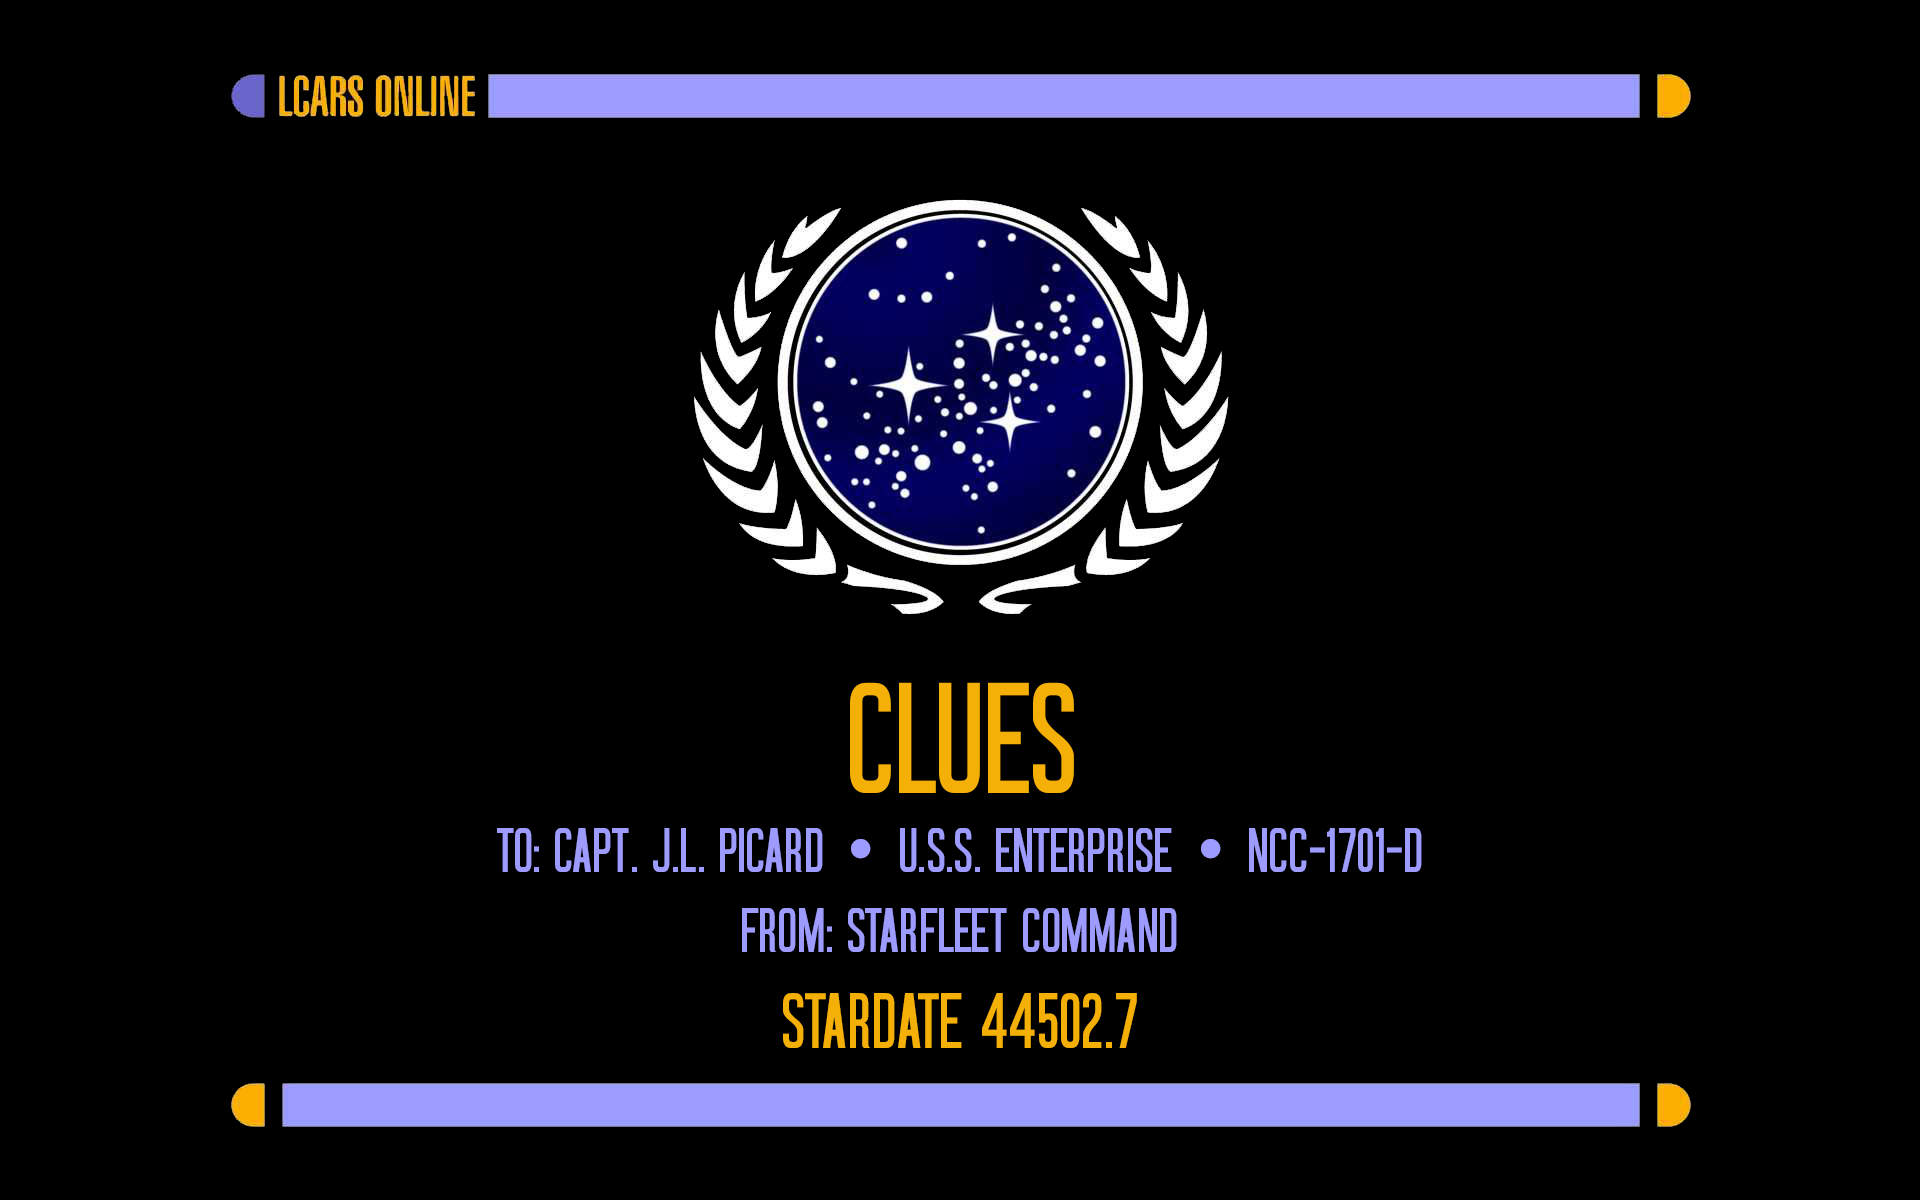 LCARS ONLINE
CLUES
TO: CAPT. J.L. PICARD • U.S.S. ENTERPRISE • NCC-1701-D
FROM: STARFLEET COMMAND
STARDATE 44502.7